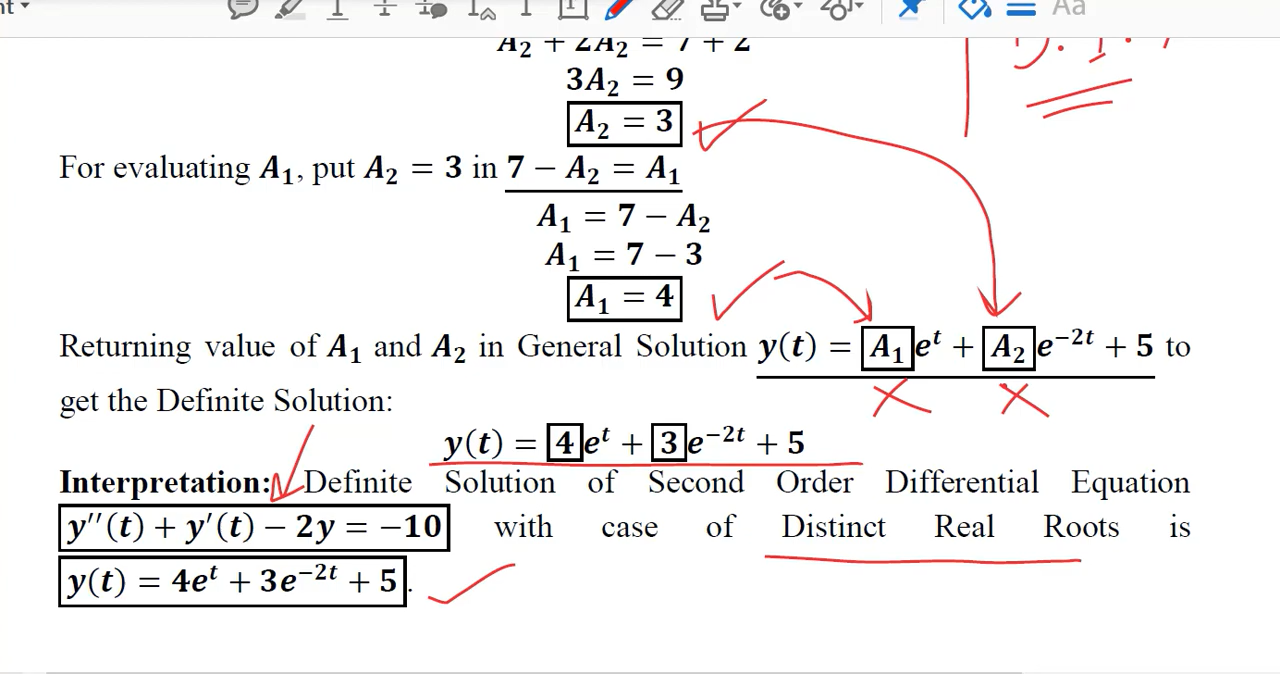 nt
Aa
A₂ + 2A₂ = 7 + 2
3A₂ = 9
A₂ = 3
For evaluating A₁, put A₂ = 3 in 7 − A₂ = A₁
A₁ = 7 − A₂
A₁ = 7 − 3
A₁ = 4
Returning value of A₁ and A₂ in General Solution y(t) = A₁eᵗ + A₂e⁻²ᵗ + 5 to
get the Definite Solution:
y(t) = 4eᵗ + 3e⁻²ᵗ + 5
Interpretation: Definite Solution of Second Order Differential Equation
y′′(t) + y′(t) − 2y = −10 with case of Distinct Real Roots is
y(t) = 4eᵗ + 3e⁻²ᵗ + 5.